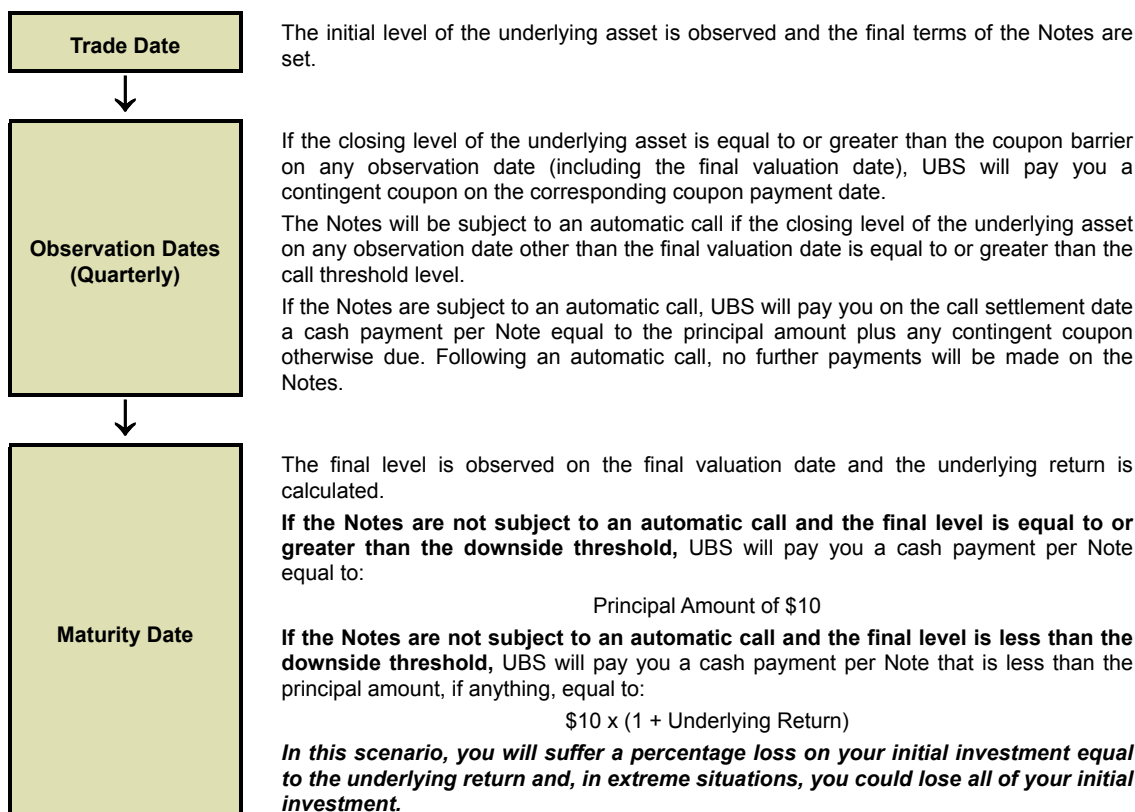 Trade Date
The initial level of the underlying asset is observed and the final terms of the Notes are
set.
↓
Observation Dates
(Quarterly)
If the closing level of the underlying asset is equal to or greater than the coupon barrier
on any observation date (including the final valuation date), UBS will pay you a
contingent coupon on the corresponding coupon payment date.
The Notes will be subject to an automatic call if the closing level of the underlying asset
on any observation date other than the final valuation date is equal to or greater than the
call threshold level.
If the Notes are subject to an automatic call, UBS will pay you on the call settlement date
a cash payment per Note equal to the principal amount plus any contingent coupon
otherwise due. Following an automatic call, no further payments will be made on the
Notes.
↓
Maturity Date
The final level is observed on the final valuation date and the underlying return is
calculated.
If the Notes are not subject to an automatic call and the final level is equal to or
greater than the downside threshold, UBS will pay you a cash payment per Note
equal to:
Principal Amount of $10
If the Notes are not subject to an automatic call and the final level is less than the
downside threshold, UBS will pay you a cash payment per Note that is less than the
principal amount, if anything, equal to:
$10 x (1 + Underlying Return)
In this scenario, you will suffer a percentage loss on your initial investment equal
to the underlying return and, in extreme situations, you could lose all of your initial
investment.